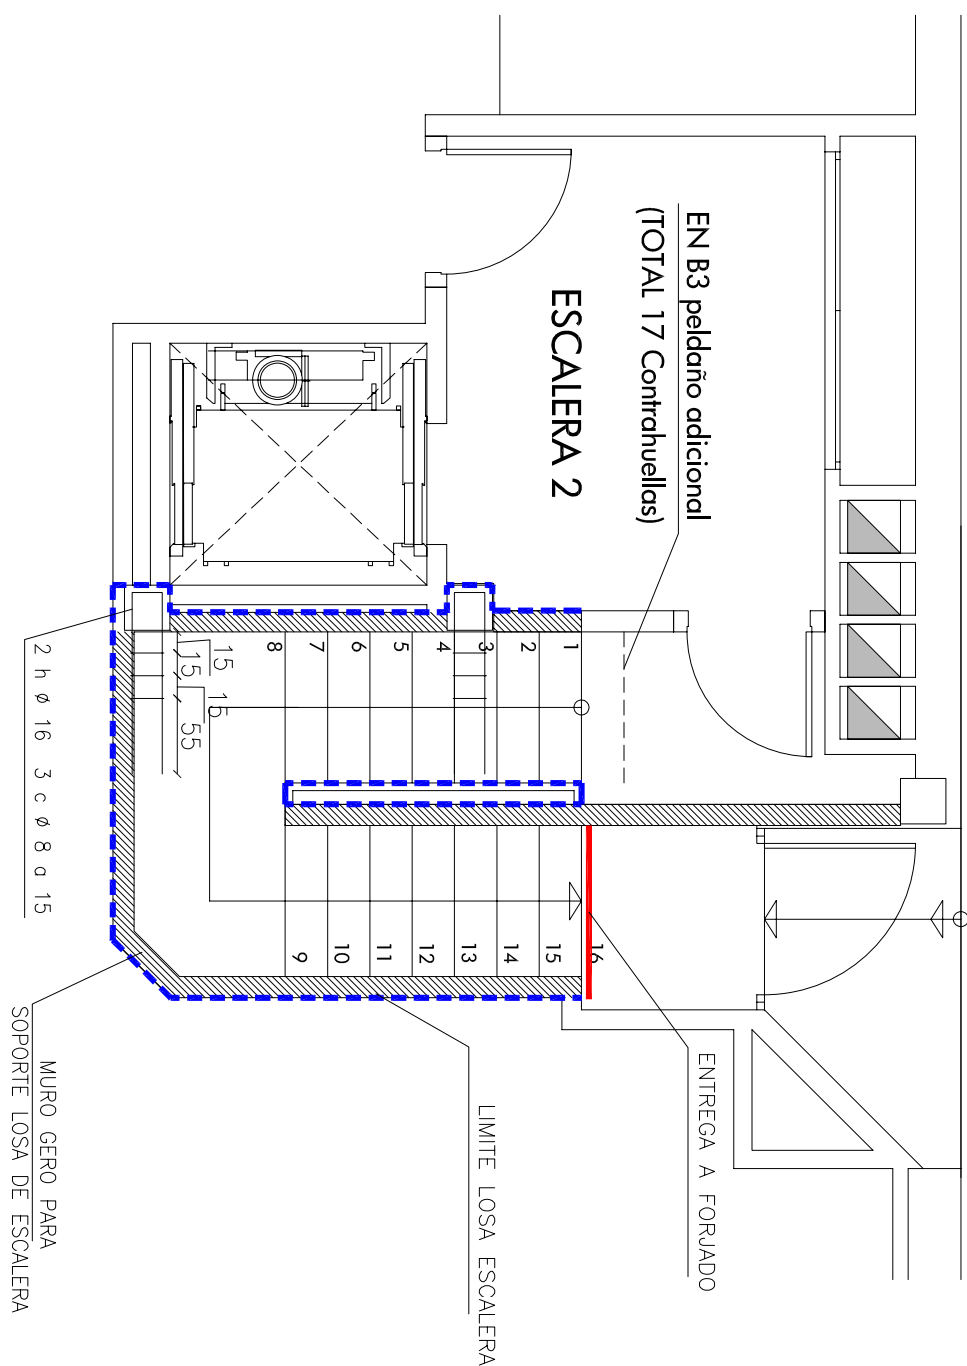 EN B3 peldaño adicional
(TOTAL 17 Contrahuellas)
ESCALERA 2
1
2
3
4
5
6
7
8
9
10
11
12
13
14
15
16
15
15
15
55
2 h ø 16 3 c ø 8 a 15
ENTREGA A FORJADO
LIMITE LOSA ESCALERA
MURO GERO PARA
SOPORTE LOSA DE ESCALERA